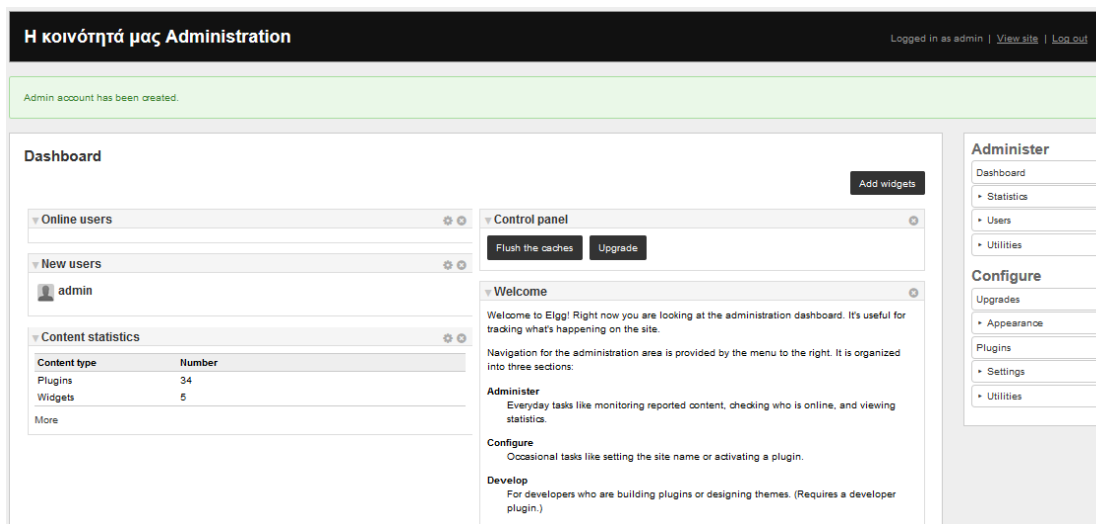 Η κοινότητά μας Administration
Logged in as admin | View site | Log out
Admin account has been created.
Dashboard
Add widgets
Online users
New users
admin
Content statistics
Content type Number
Plugins 34
Widgets 5
More
Control panel
Flush the caches Upgrade
Welcome
Welcome to Elgg! Right now you are looking at the administration dashboard. It's useful for
tracking what's happening on the site.
Navigation for the administration area is provided by the menu to the right. It is organized
into three sections:
Administer
Everyday tasks like monitoring reported content, checking who is online, and viewing
statistics.
Configure
Occasional tasks like setting the site name or activating a plugin.
Develop
For developers who are building plugins or designing themes. (Requires a developer
plugin.)
Administer
Dashboard
Statistics
Users
Utilities
Configure
Upgrades
Appearance
Plugins
Settings
Utilities